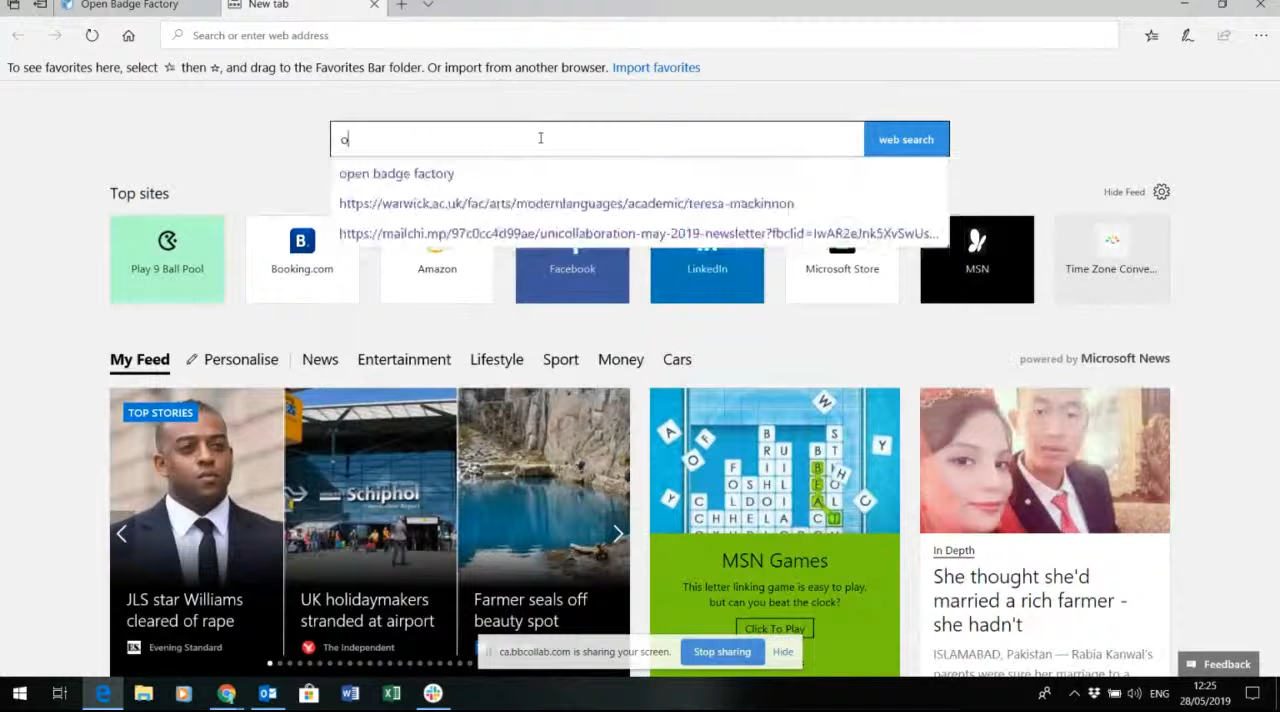 Open Badge Factory
New tab
Search or enter web address
To see favorites here, select ☆ then ☆, and drag to the Favorites Bar folder. Or import from another browser. Import favorites
o
web search
open badge factory
https://warwick.ac.uk/fac/arts/modernlanguages/academic/teresa-mackinnon
https://mailchi.mp/97c0cc4d99ae/unicollaboration-may-2019-newsletter?fbclid=IwAR2eJnk5XvSwUs...
Top sites
Hide Feed
Play 9 Ball Pool
B.
Booking.com
Amazon
Facebook
LinkedIn
Microsoft Store
MSN
Time Zone Conve...
My Feed
Personalise
News
Entertainment
Lifestyle
Sport
Money
Cars
powered by Microsoft News
TOP STORIES
Schiphol
JLS star Williams
cleared of rape
ES.
Evening Standard
UK holidaymakers
stranded at airport
The Independent
Farmer seals off
beauty spot
MSN Games
This letter linking game is easy to play,
but can you beat the clock?
Click To Play
In Depth
She thought she'd
married a rich farmer -
she hadn't
ISLAMABAD, Pakistan — Rabia Kanwal's
parents were sure her marriage to a
ca.bbcollab.com is sharing your screen.
Stop sharing
Hide
Feedback
ENG
12:25
28/05/2019